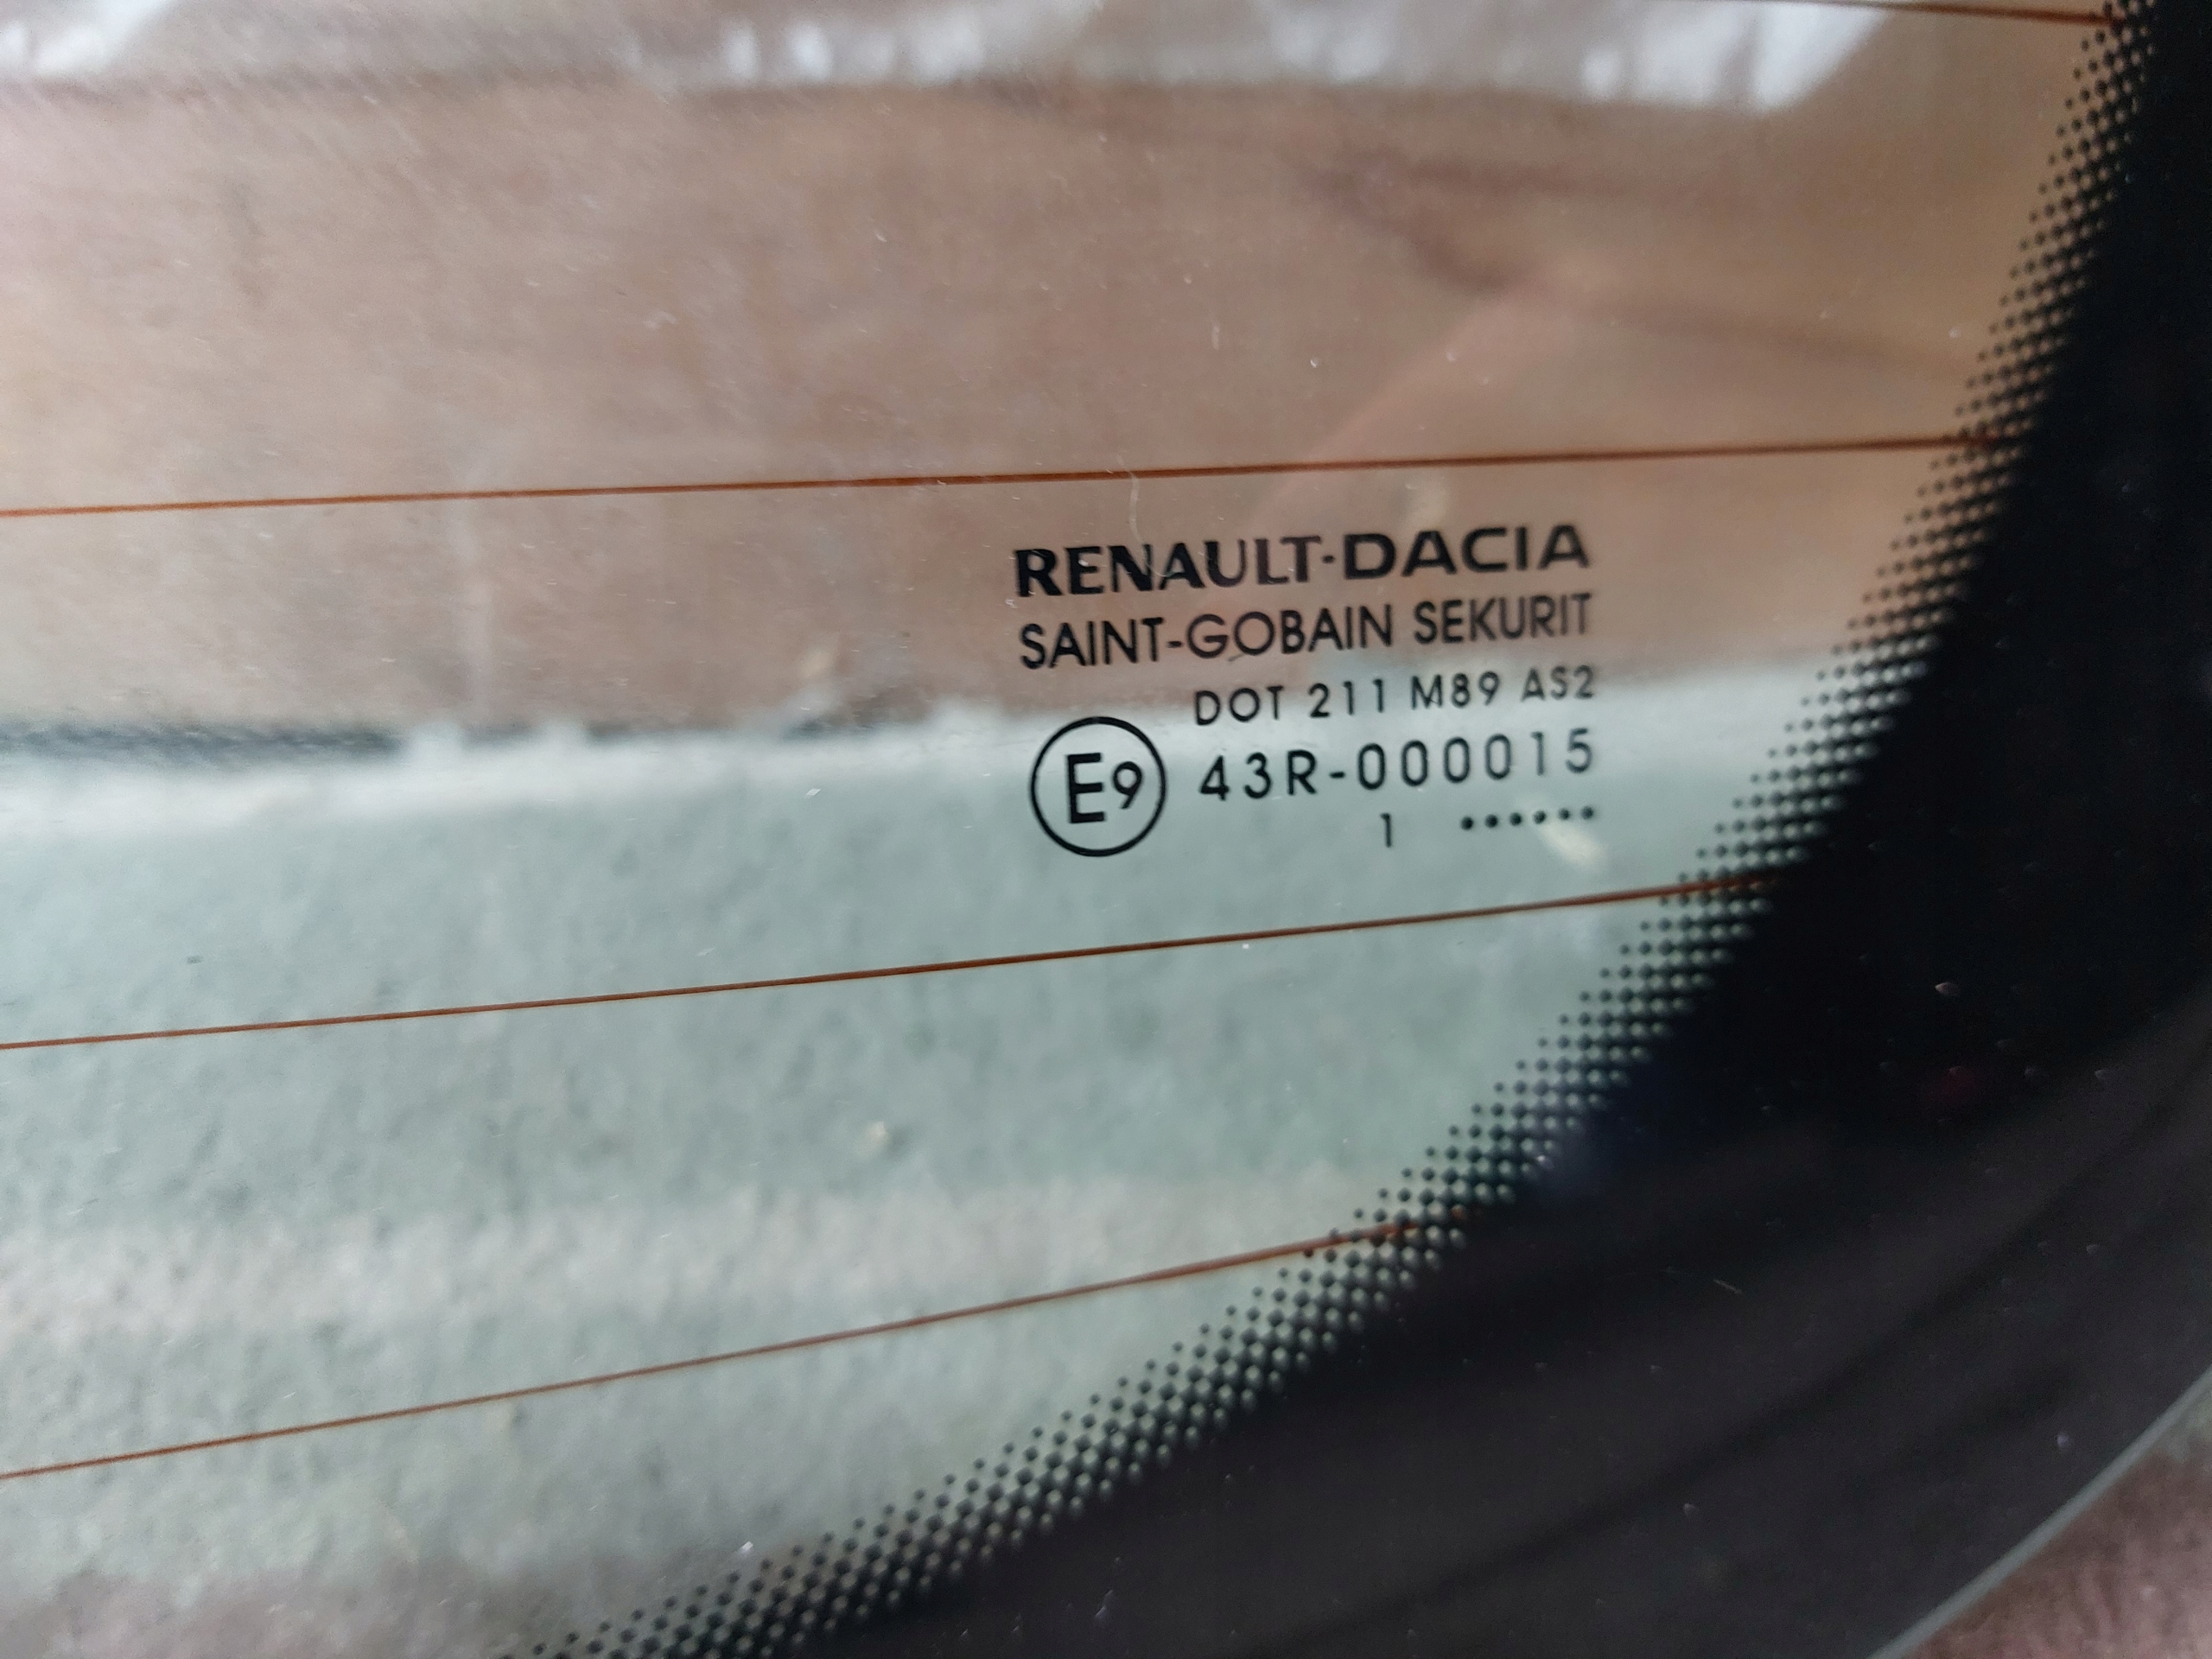 RENAULT·DACIA
SAINT-GOBAIN SEKURIT
DOT 211 M89 AS2
E9 43R-000015
1 ••••••